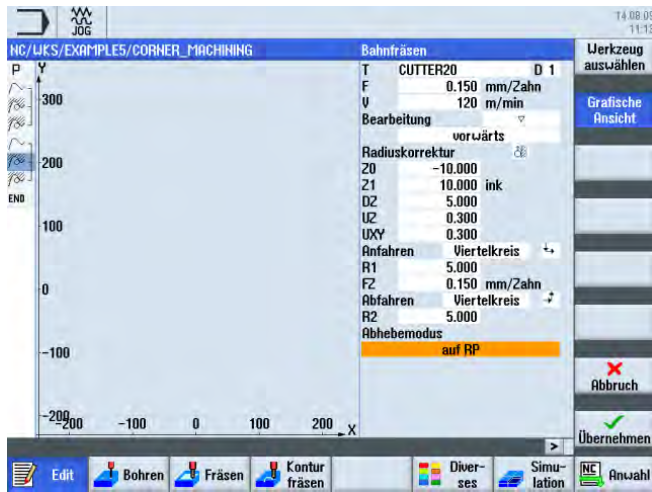 JOG
14.08.09
11:13
NC/WKS/EXAMPLE5/CORNER_MACHINING
Bahnfräsen
Werkzeug
auswählen
P
Y
T CUTTER20 D 1
F 0.150 mm/Zahn
V 120 m/min
Bearbeitung ▽
vorwärts
Radiuskorrektur
Z0 -10.000
Z1 10.000 ink
DZ 5.000
UZ 0.300
UXY 0.300
Anfahren Viertelkreis
R1 5.000
FZ 0.150 mm/Zahn
Abfahren Viertelkreis
R2 5.000
Abhebemodus
auf RP
Grafische
Ansicht
300
200
END
100
0
-100
-200
-200 -100 0 100 200 X
Abbruch
Übernehmen
>
Edit
Bohren
Fräsen
Kontur
fräsen
Diver-
ses
Simu-
lation
NC
Anwahl